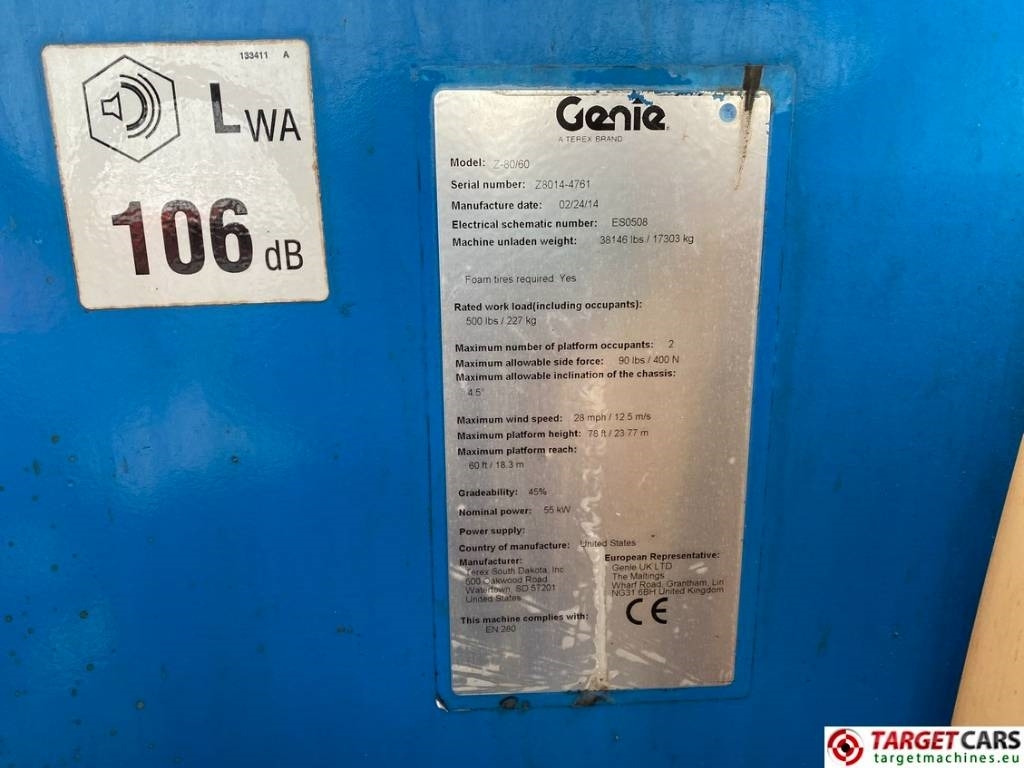 133411 A
LWA
106 dB
Genie
A TEREX BRAND
Model: Z-80/60
Serial number: Z8014-4761
Manufacture date: 02/24/14
Electrical schematic number: ES0508
Machine unladen weight: 38146 lbs / 17303 kg
Foam tires required Yes
Rated work load(including occupants):
500 lbs / 227 kg
Maximum number of platform occupants: 2
Maximum allowable side force: 90 lbs / 400 N
Maximum allowable inclination of the chassis:
4.5°
Maximum wind speed: 28 mph / 12.5 m/s
Maximum platform height: 78 ft / 23.77 m
Maximum platform reach:
60 ft / 18.3 m
Gradeability: 45%
Nominal power: 55 kW
Power supply:
Country of manufacture: United States
Manufacturer:
Terex South Dakota, Inc
500 Oakwood Road
Watertown, SD 57201
United States
European Representative:
Genie UK LTD
The Maltings
Wharf Road, Grantham, Lin
NG31 6BH United Kingdom
This machine complies with:
EN 280
CE
TARGETCARS
targetmachines.eu